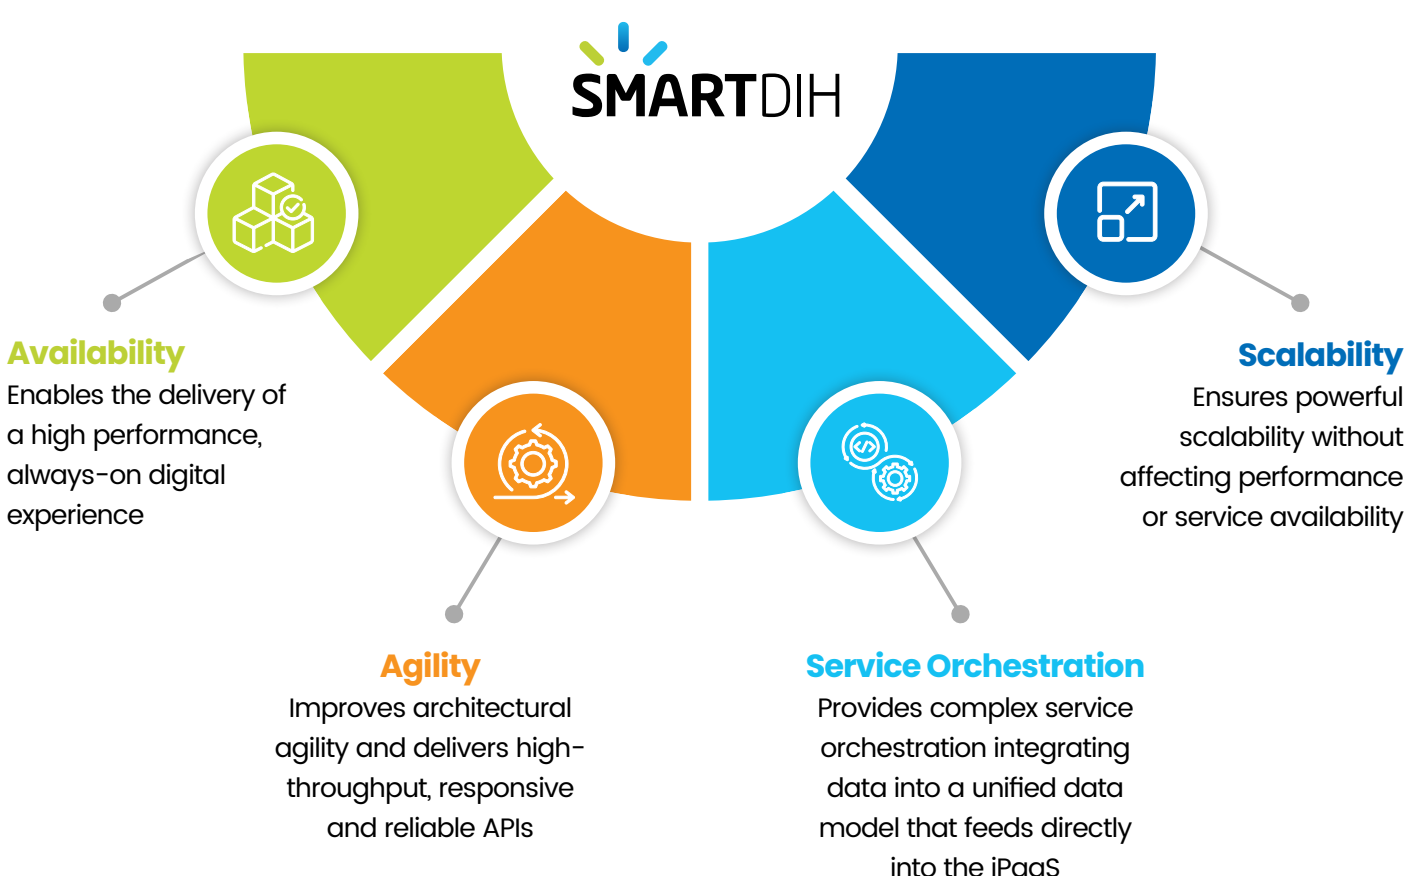 SMARTDIH
Availability
Enables the delivery of
a high performance,
always-on digital
experience
Agility
Improves architectural
agility and delivers high-
throughput, responsive
and reliable APIs
Service Orchestration
Provides complex service
orchestration integrating
data into a unified data
model that feeds directly
into the iPaaS
Scalability
Ensures powerful
scalability without
affecting performance
or service availability